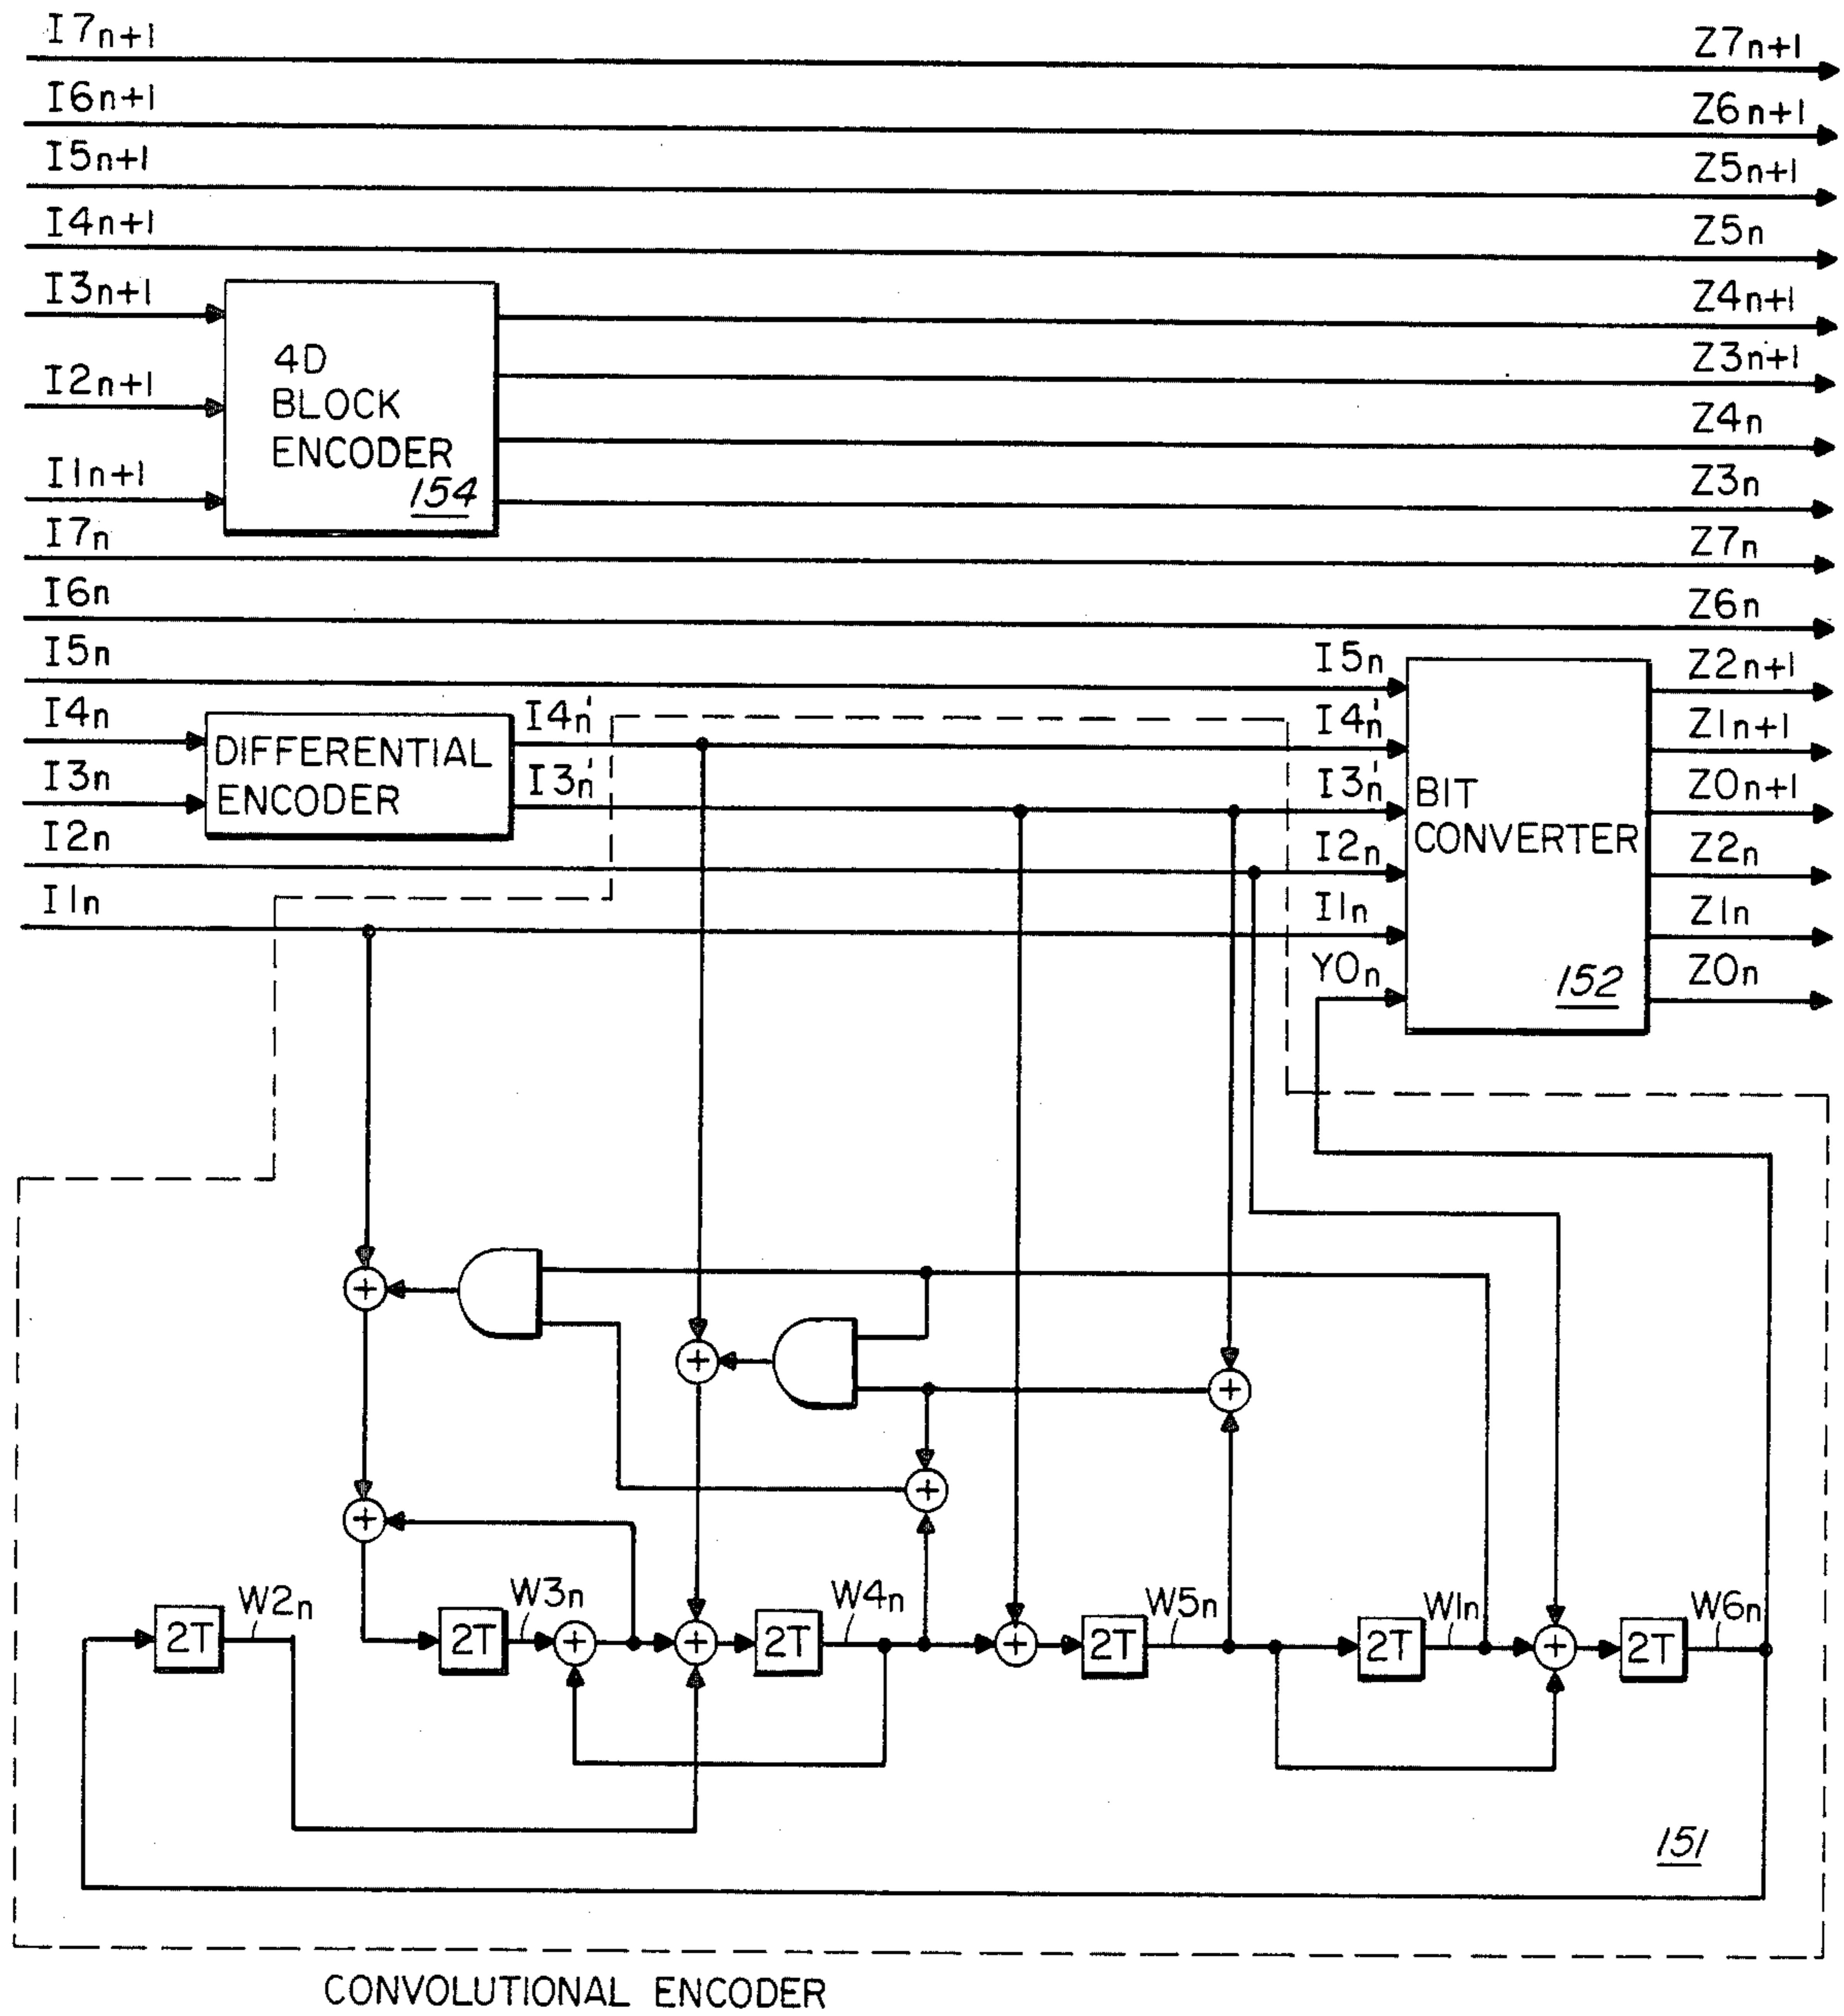 I7n+1 Z7n+1
I6n+1 Z6n+1
I5n+1 Z5n+1
I4n+1 Z5n
I3n+1 Z4n+1
4D
BLOCK
ENCODER
154
I2n+1 Z3n+1
Z4n
I1n+1 Z3n
I7n Z7n
I6n Z6n
I5n I5n Z2n+1
I4n I4n' I4n' Z1n+1
DIFFERENTIAL
ENCODER
I3n I3n' I3n' Z0n+1
BIT
CONVERTER
152
I2n I2n Z2n
I1n I1n Z1n
Y0n Z0n
+
+
+
+
+
2T W2n 2T W3n + + 2T W4n + 2T W5n 2T W1n + 2T W6n
151
CONVOLUTIONAL ENCODER